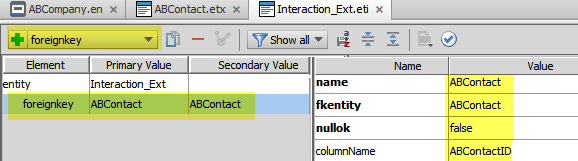 ABCompany.en ABContact.etx Interaction_Ext.eti
foreignkey Show all
Element Primary Value Secondary Value Name Value
entity Interaction_Ext name ABContact
foreignkey ABContact ABContact fkentity ABContact
nullok false
columnName ABContactID